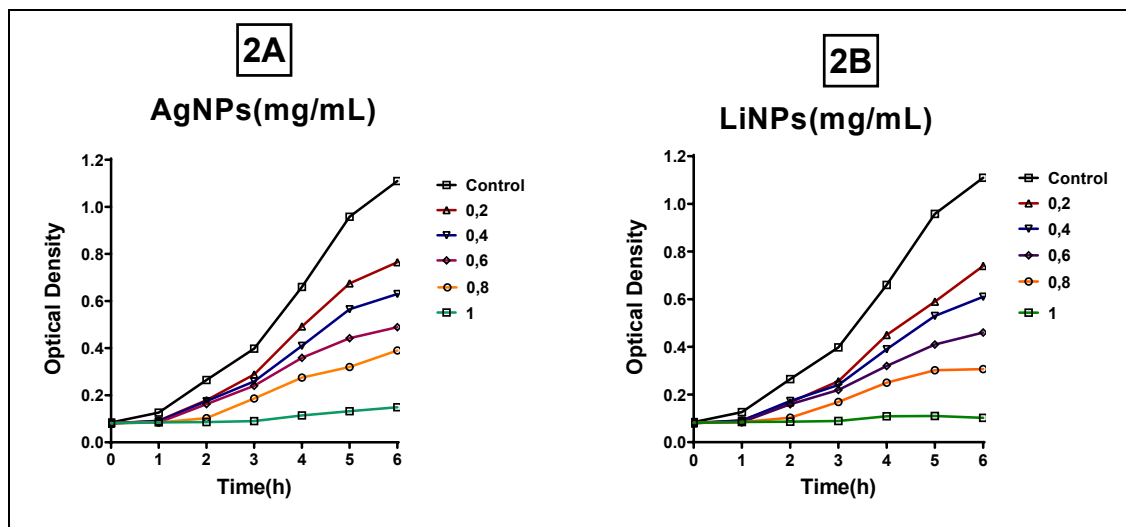 2A
AgNPs(mg/mL)
Optical Density
1.2
1.0
0.8
0.6
0.4
0.2
0.0
0 1 2 3 4 5 6
Time(h)
Control
0,2
0,4
0,6
0,8
1
2B
LiNPs(mg/mL)
Optical Density
1.2
1.0
0.8
0.6
0.4
0.2
0.0
0 1 2 3 4 5 6
Time(h)
Control
0,2
0,4
0,6
0,8
1